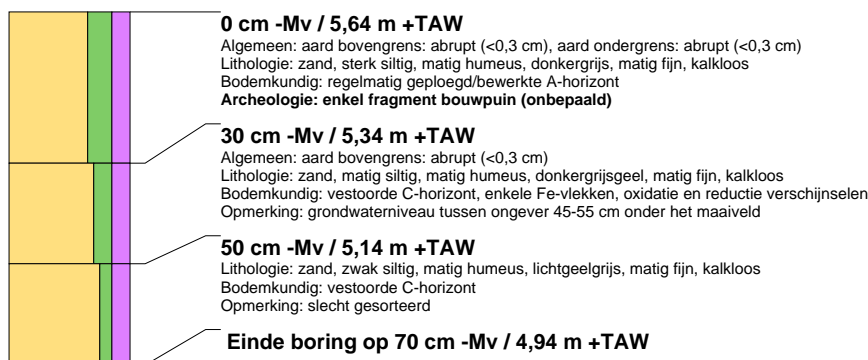 0 cm -Mv / 5,64 m +TAW
Algemeen: aard bovengrens: abrupt (<0,3 cm), aard ondergrens: abrupt (<0,3 cm)
Lithologie: zand, sterk siltig, matig humeus, donkergrijs, matig fijn, kalkloos
Bodemkundig: regelmatig geploegd/bewerkte A-horizont
Archeologie: enkel fragment bouwpuin (onbepaald)
30 cm -Mv / 5,34 m +TAW
Algemeen: aard bovengrens: abrupt (<0,3 cm)
Lithologie: zand, matig siltig, matig humeus, donkergrijsgeel, matig fijn, kalkloos
Bodemkundig: vestoorde C-horizont, enkele Fe-vlekken, oxidatie en reductie verschijnselen
Opmerking: grondwaterniveau tussen ongever 45-55 cm onder het maaiveld
50 cm -Mv / 5,14 m +TAW
Lithologie: zand, zwak siltig, matig humeus, lichtgeelgrijs, matig fijn, kalkloos
Bodemkundig: vestoorde C-horizont
Opmerking: slecht gesorteerd
Einde boring op 70 cm -Mv / 4,94 m +TAW